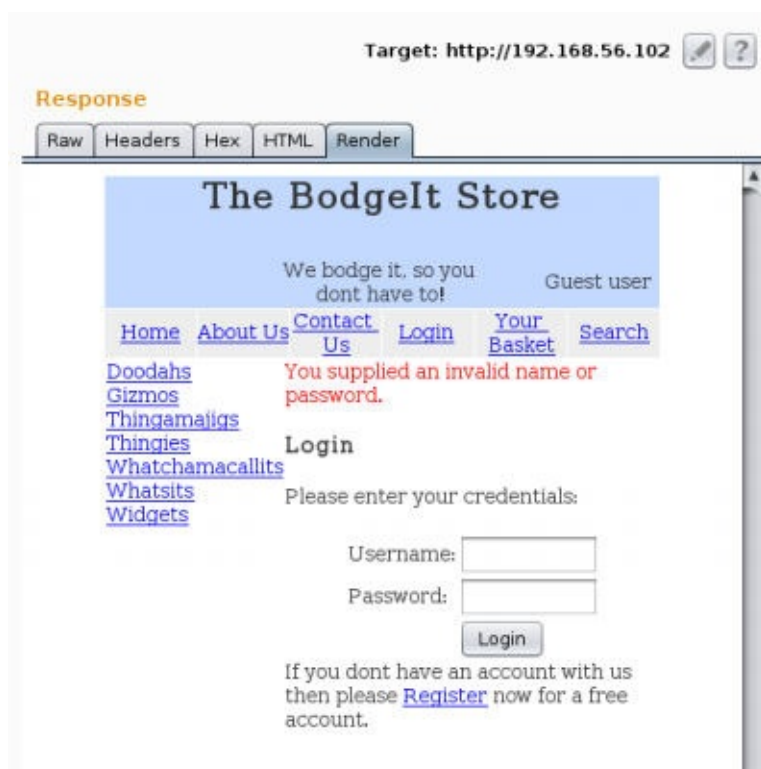 Target: http://192.168.56.102
?
Response
Raw Headers Hex HTML Render
The BodgeIt Store
We bodge it, so you
dont have to!
Guest user
Home About Us Contact Us Login Your Basket Search
Doodahs
Gizmos
Thingamajigs
Thingies
Whatchamacallits
Whatsits
Widgets
You supplied an invalid name or
password.
Login
Please enter your credentials:
Username:
Password:
Login
If you dont have an account with us
then please Register now for a free
account.